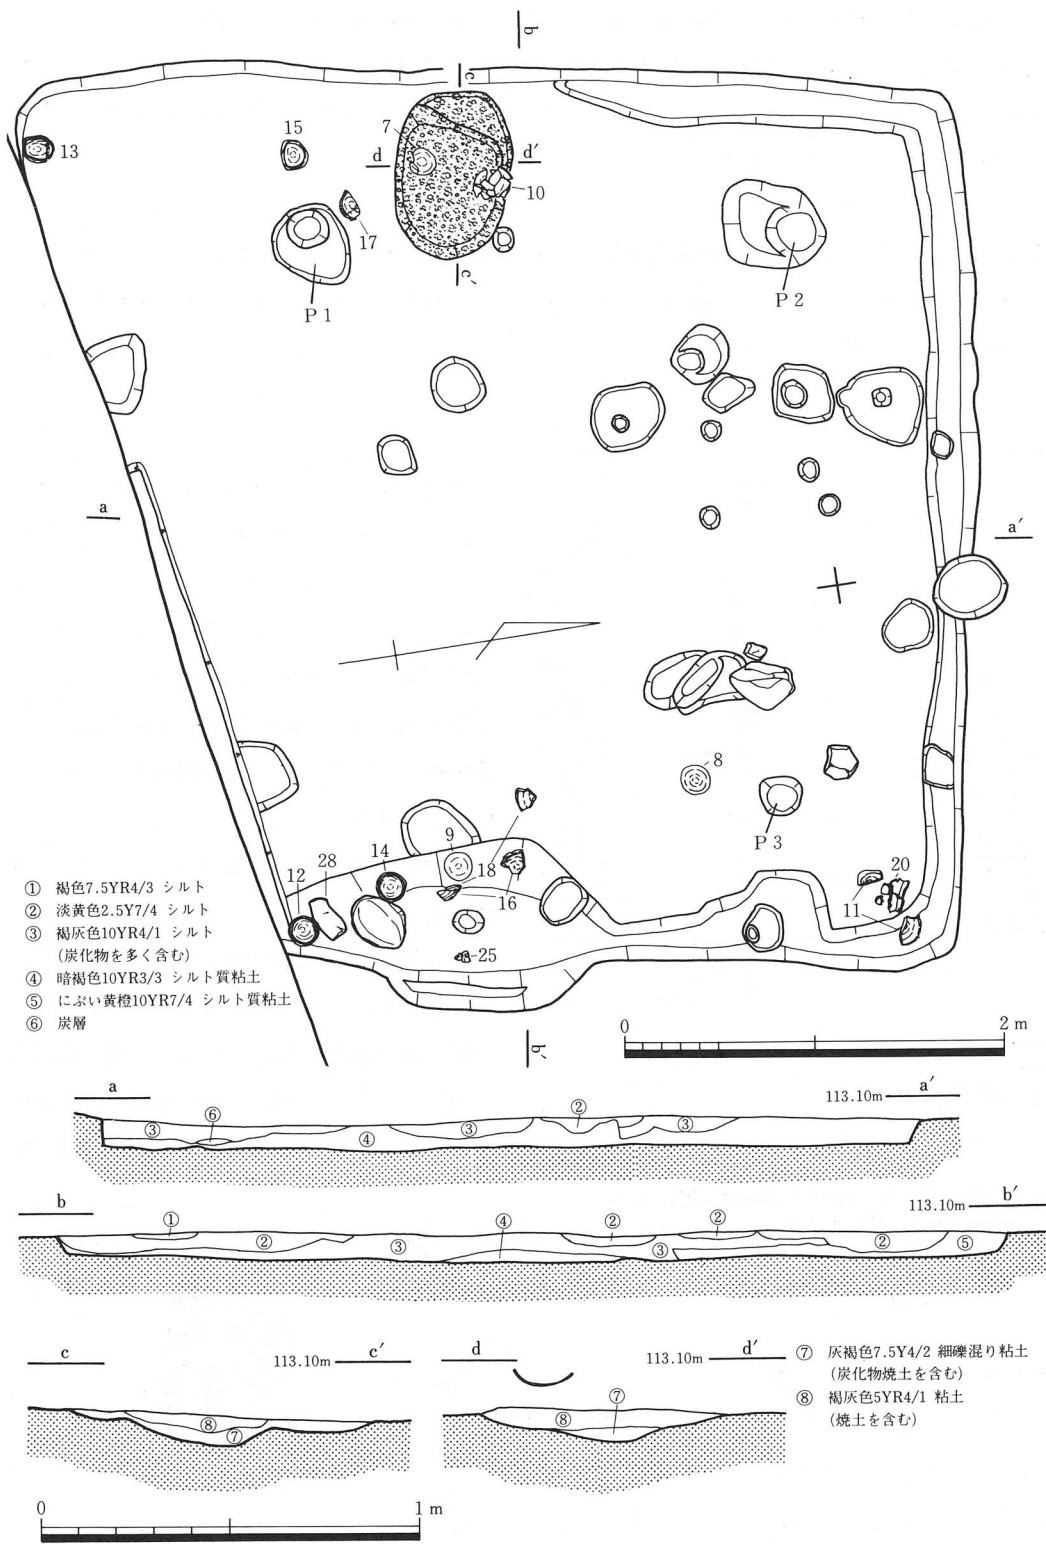 b
c
7
15
13
d
d′
10
17
c′
P 1
P 2
a
a′
8
P 3
9
14
18
28
12
16
20
11
25
① 褐色7.5YR4/3 シルト
② 淡黄色2.5Y7/4 シルト
③ 褐灰色10YR4/1 シルト
(炭化物を多く含む)
④ 暗褐色10YR3/3 シルト質粘土
⑤ にぶい黄橙10YR7/4 シルト質粘土
⑥ 炭層
0 2 m
b′
a 113.10m a′
⑥ ②
③ ④ ③ ③
b 113.10m b′
① ④ ② ②
② ③ ③ ② ⑤
c 113.10m c′
d 113.10m d′
⑧
⑦
⑦
⑧
⑦ 灰褐色7.5Y4/2 細礫混り粘土
(炭化物焼土を含む)
⑧ 褐灰色5YR4/1 粘土
(焼土を含む)
0 1 m